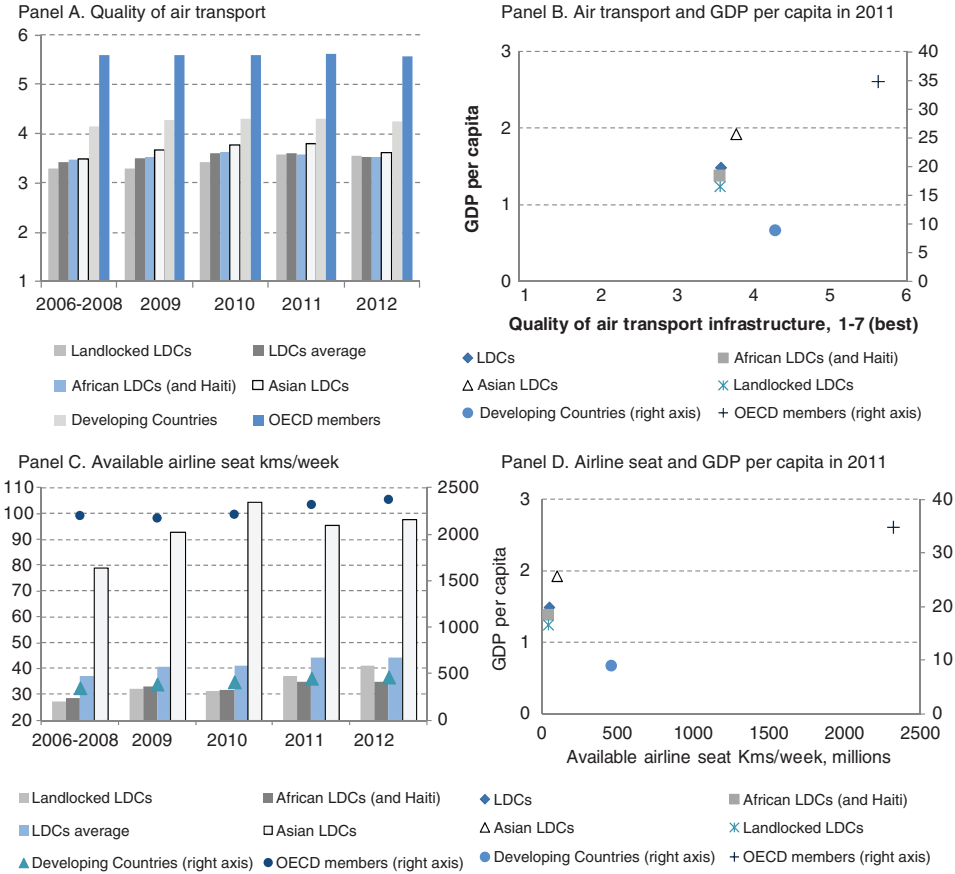 Panel A. Quality of air transport
6
5
4
3
2
1
2006-2008 2009 2010 2011 2012
Landlocked LDCs LDCs average
African LDCs (and Haiti) Asian LDCs
Developing Countries OECD members
Panel B. Air transport and GDP per capita in 2011
3
2
1
0
GDP per capita
40
35
30
25
20
15
10
5
0
1 2 3 4 5 6
Quality of air transport infrastructure, 1-7 (best)
LDCs African LDCs (and Haiti)
Asian LDCs Landlocked LDCs
Developing Countries (right axis) OECD members (right axis)
Panel C. Available airline seat kms/week
110
100
90
80
70
60
50
40
30
20
2500
2000
1500
1000
500
0
2006-2008 2009 2010 2011 2012
Landlocked LDCs African LDCs (and Haiti)
LDCs average Asian LDCs
Developing Countries (right axis) OECD members (right axis)
Panel D. Airline seat and GDP per capita in 2011
3
2
1
0
GDP per capita
40
30
20
10
0
0 500 1000 1500 2000 2500
Available airline seat Kms/week, millions
LDCs African LDCs (and Haiti)
Asian LDCs Landlocked LDCs
Developing Countries (right axis) OECD members (right axis)